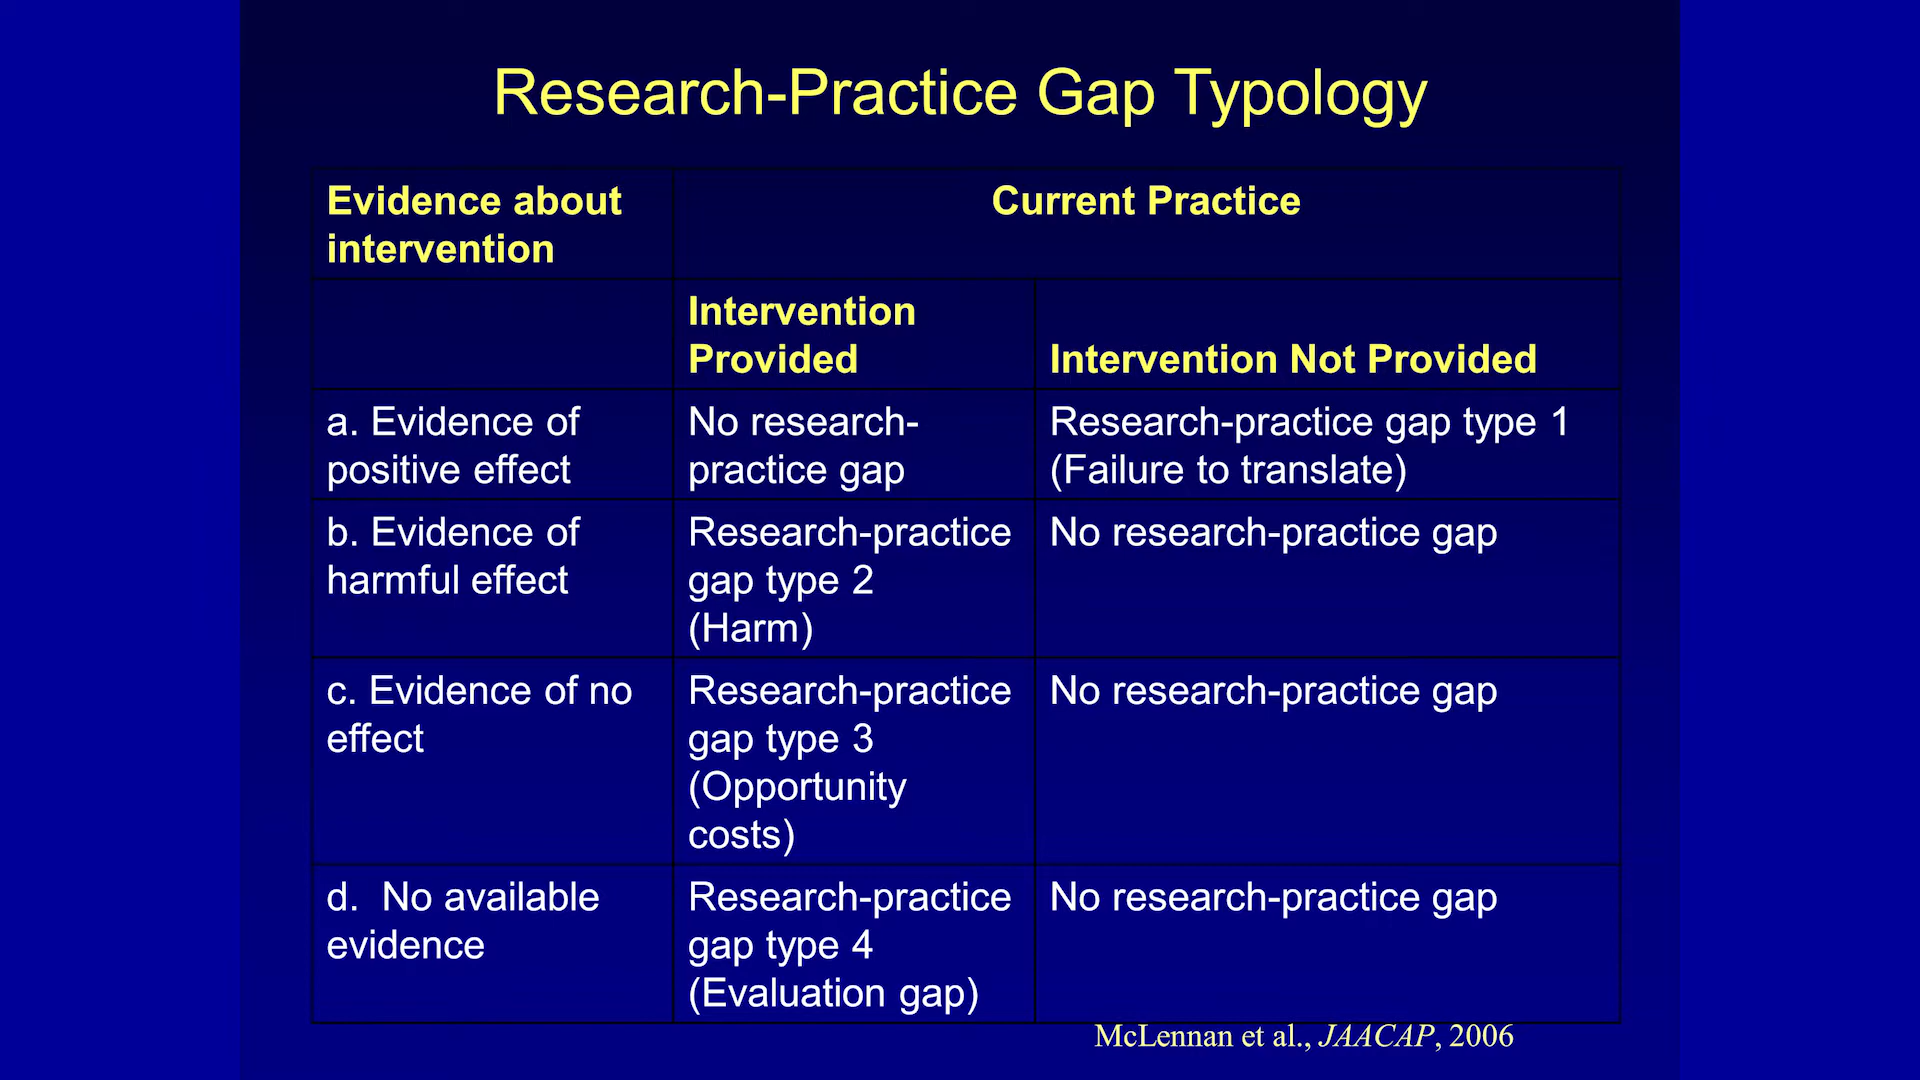 Research-Practice Gap Typology
Evidence about
intervention
Current Practice
Intervention
Provided
Intervention Not Provided
a. Evidence of
positive effect
No research-
practice gap
Research-practice gap type 1
(Failure to translate)
b. Evidence of
harmful effect
Research-practice
gap type 2
(Harm)
No research-practice gap
c. Evidence of no
effect
Research-practice
gap type 3
(Opportunity
costs)
No research-practice gap
d.  No available
evidence
Research-practice
gap type 4
(Evaluation gap)
No research-practice gap
McLennan et al., JAACAP, 2006